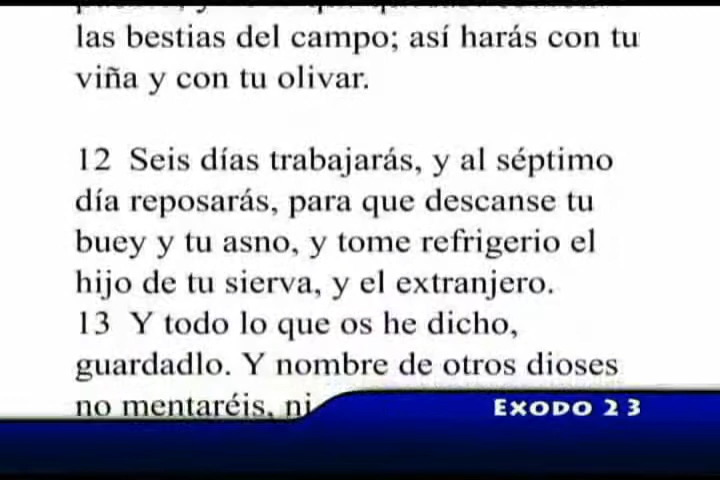 las bestias del campo; así harás con tu
viña y con tu olivar.
12 Seis días trabajarás, y al séptimo
día reposarás, para que descanse tu
buey y tu asno, y tome refrigerio el
hijo de tu sierva, y el extranjero.
13 Y todo lo que os he dicho,
guardadlo. Y nombre de otros dioses
no mentaréis, ni
EXODO 23